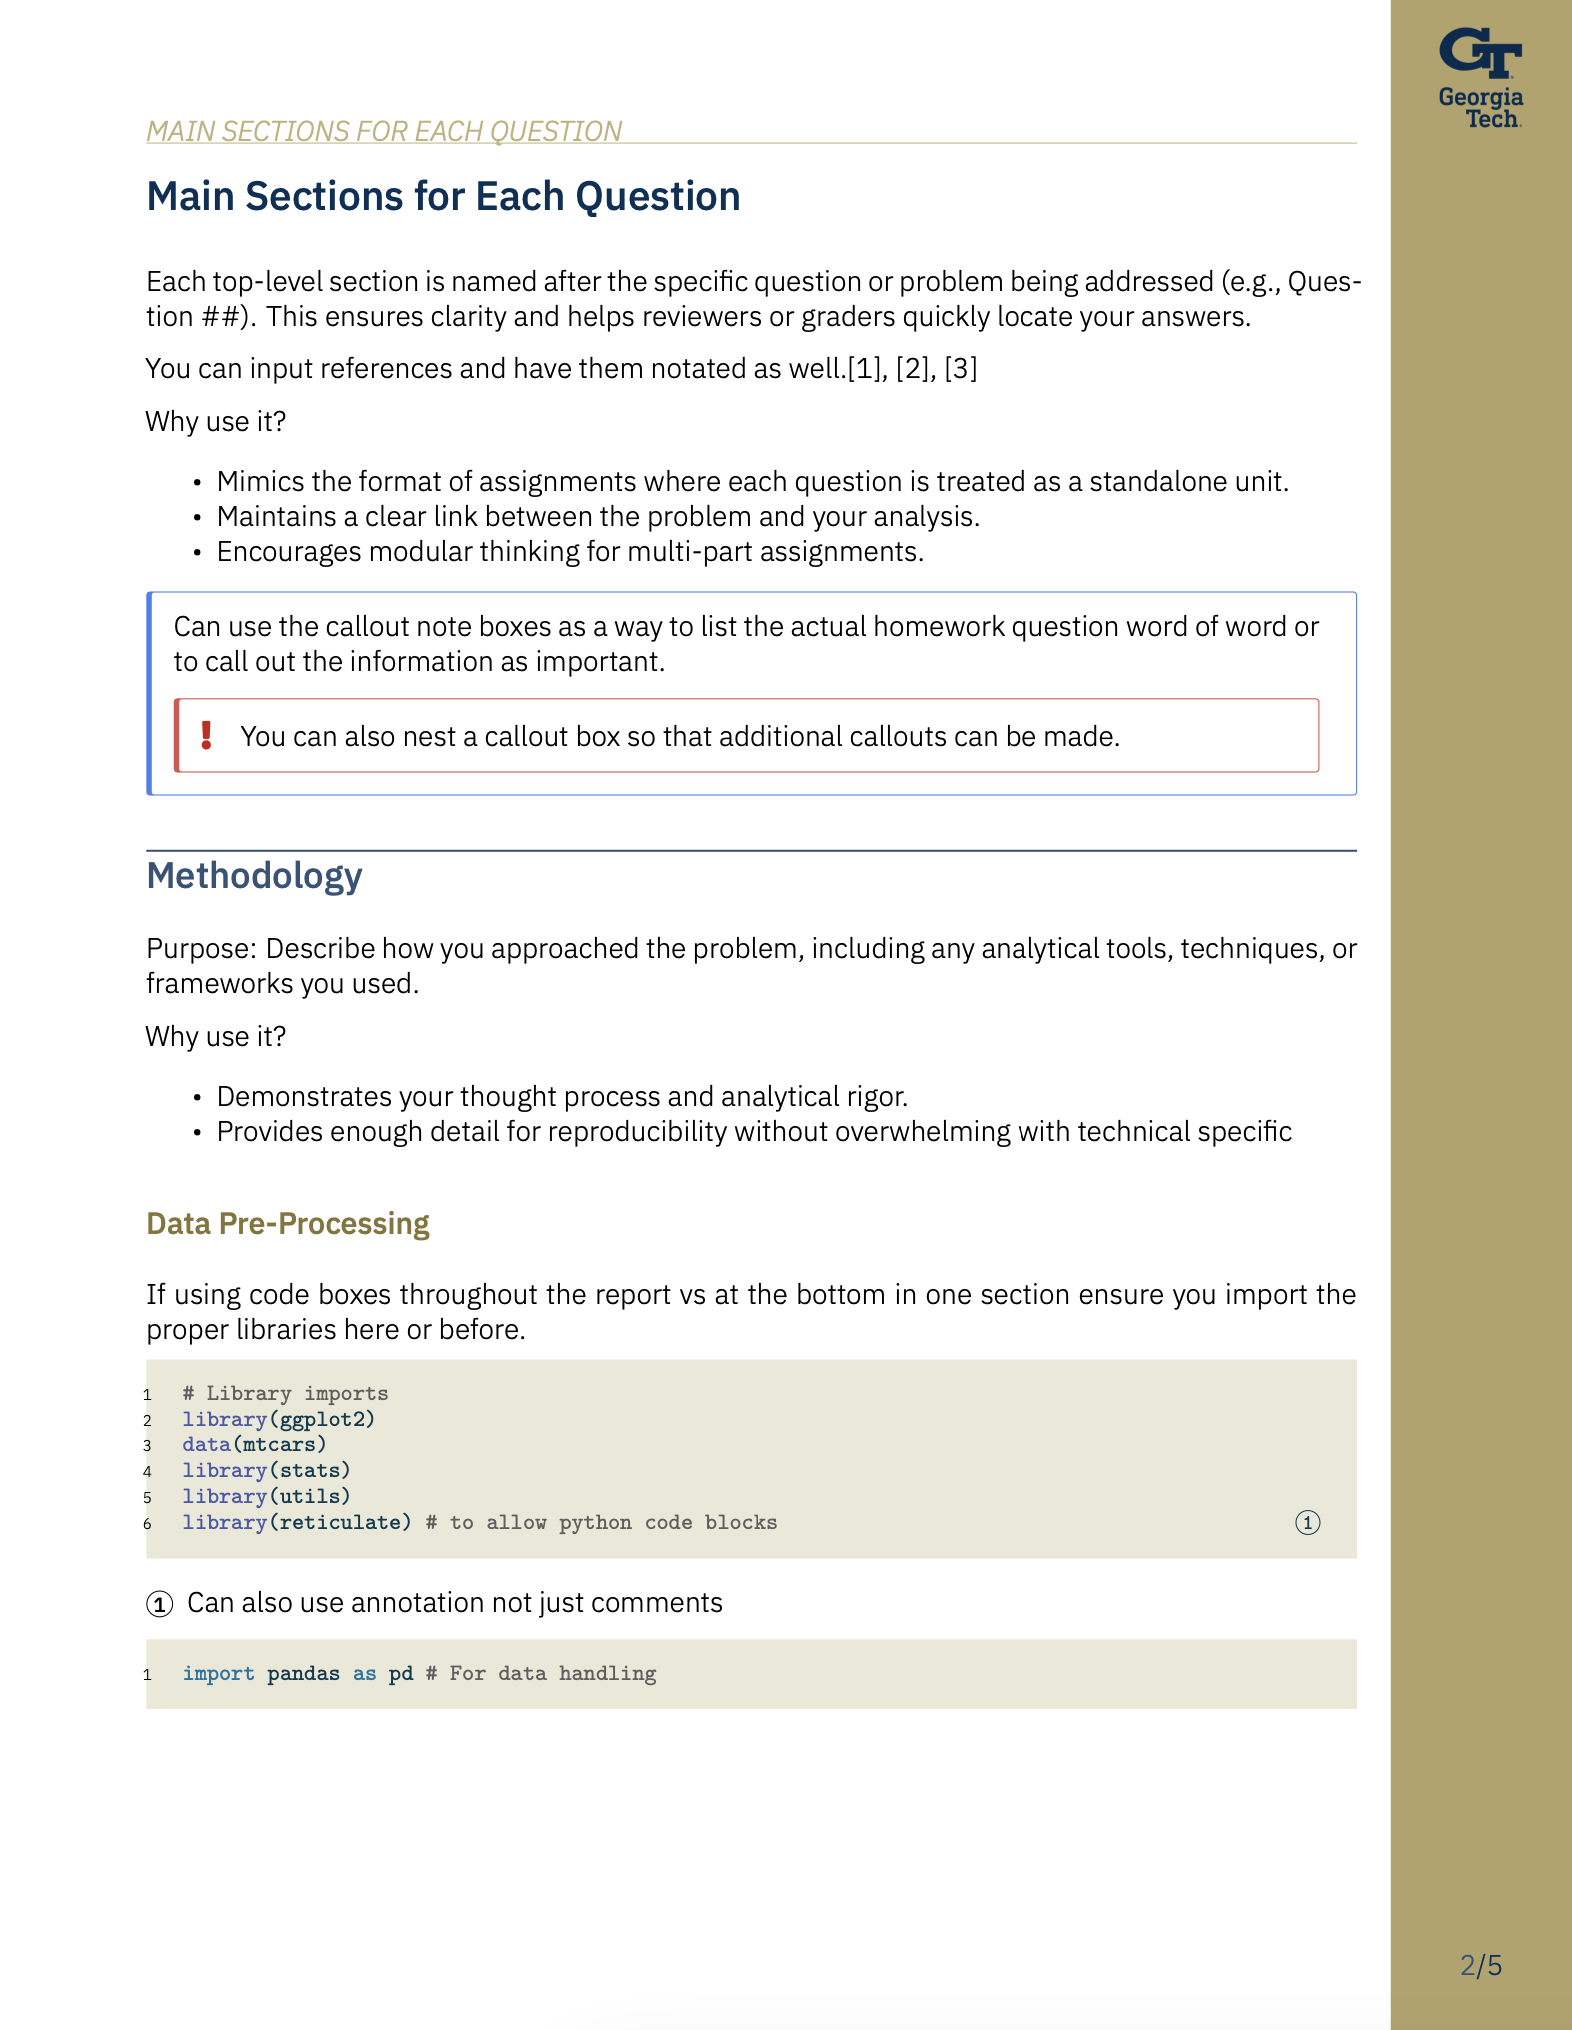 GT
Georgia
Tech.
MAIN SECTIONS FOR EACH QUESTION
Main Sections for Each Question
Each top-level section is named after the specific question or problem being addressed (e.g., Ques-
tion ##). This ensures clarity and helps reviewers or graders quickly locate your answers.
You can input references and have them notated as well.[1], [2], [3]
Why use it?
• Mimics the format of assignments where each question is treated as a standalone unit.
• Maintains a clear link between the problem and your analysis.
• Encourages modular thinking for multi-part assignments.
Can use the callout note boxes as a way to list the actual homework question word of word or
to call out the information as important.
! You can also nest a callout box so that additional callouts can be made.
Methodology
Purpose: Describe how you approached the problem, including any analytical tools, techniques, or
frameworks you used.
Why use it?
• Demonstrates your thought process and analytical rigor.
• Provides enough detail for reproducibility without overwhelming with technical specific
Data Pre-Processing
If using code boxes throughout the report vs at the bottom in one section ensure you import the
proper libraries here or before.
1 # Library imports
2 library(ggplot2)
3 data(mtcars)
4 library(stats)
5 library(utils)
6 library(reticulate) # to allow python code blocks ①
① Can also use annotation not just comments
1 import pandas as pd # For data handling
2/5